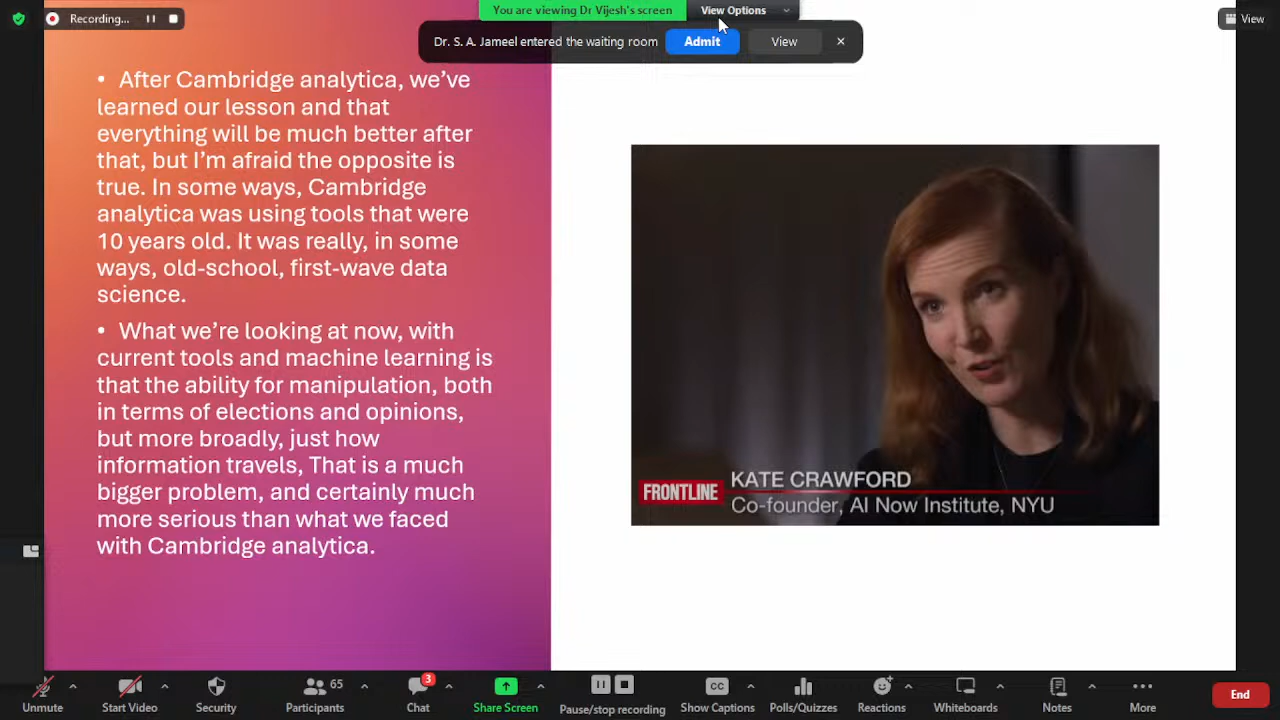 Recording...
You are viewing Dr Vijesh's screen
View Options
View
Dr. S. A. Jameel entered the waiting room
Admit
View
• After Cambridge analytica, we've
learned our lesson and that
everything will be much better after
that, but I'm afraid the opposite is
true. In some ways, Cambridge
analytica was using tools that were
10 years old. It was really, in some
ways, old-school, first-wave data
science.
• What we're looking at now, with
current tools and machine learning is
that the ability for manipulation, both
in terms of elections and opinions,
but more broadly, just how
information travels, That is a much
bigger problem, and certainly much
more serious than what we faced
with Cambridge analytica.
FRONTLINE
KATE CRAWFORD
Co-founder, AI Now Institute, NYU
Unmute
Start Video
Security
65
Participants
3
Chat
Share Screen
Pause/stop recording
CC
Show Captions
Polls/Quizzes
Reactions
Whiteboards
Notes
More
End